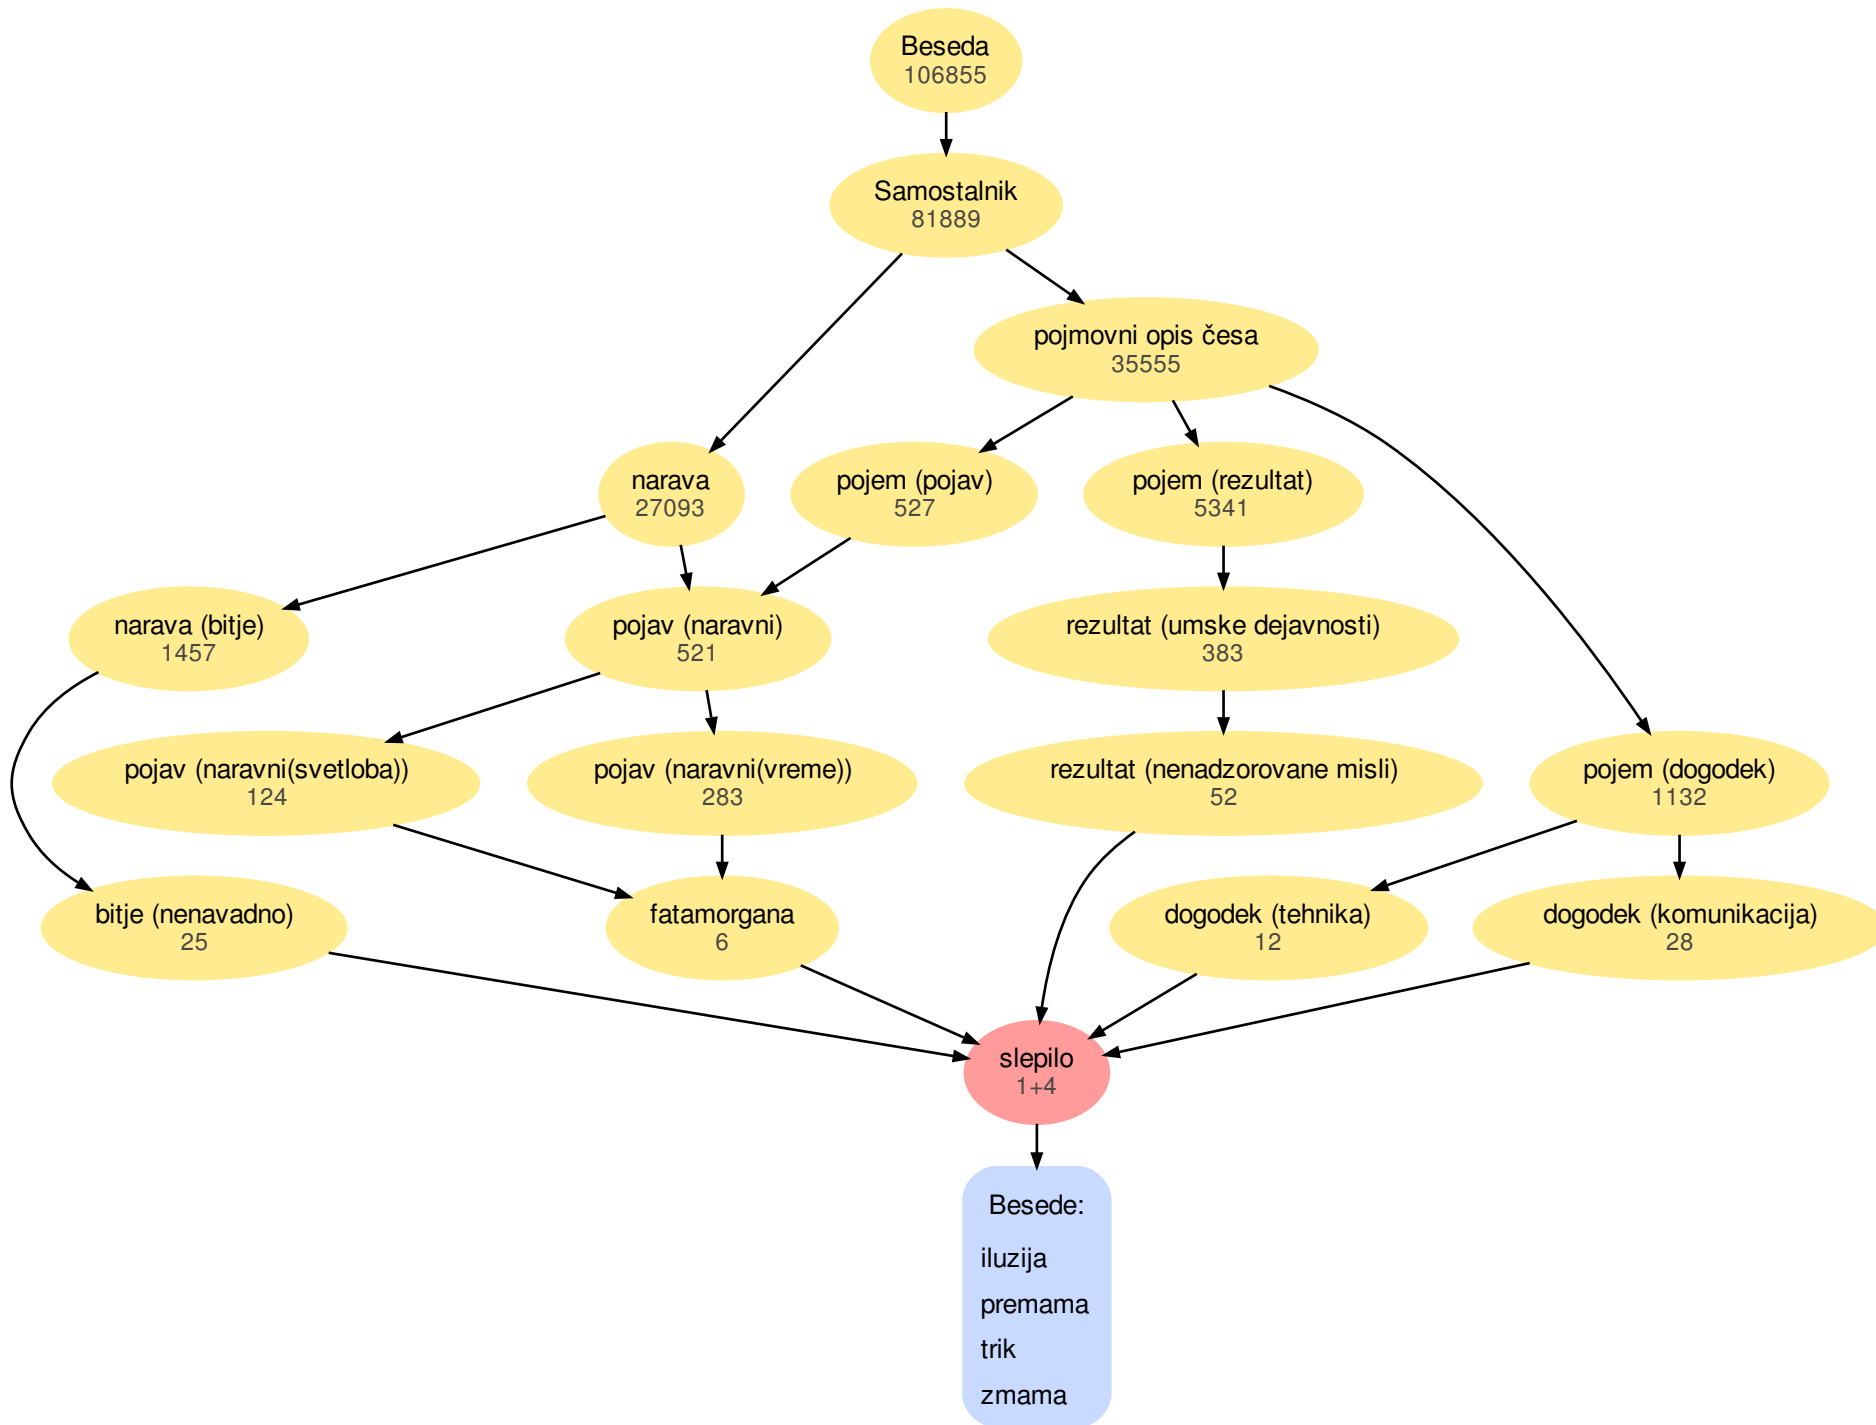 Beseda
106855
Samostalnik
81889
pojmovni opis česa
35555
narava
27093
pojem (pojav)
527
pojem (rezultat)
5341
narava (bitje)
1457
pojav (naravni)
521
rezultat (umske dejavnosti)
383
pojav (naravni(svetloba))
124
pojav (naravni(vreme))
283
rezultat (nenadzorovane misli)
52
pojem (dogodek)
1132
bitje (nenavadno)
25
fatamorgana
6
dogodek (tehnika)
12
dogodek (komunikacija)
28
slepilo
1+4
Besede:
iluzija
premama
trik
zmama